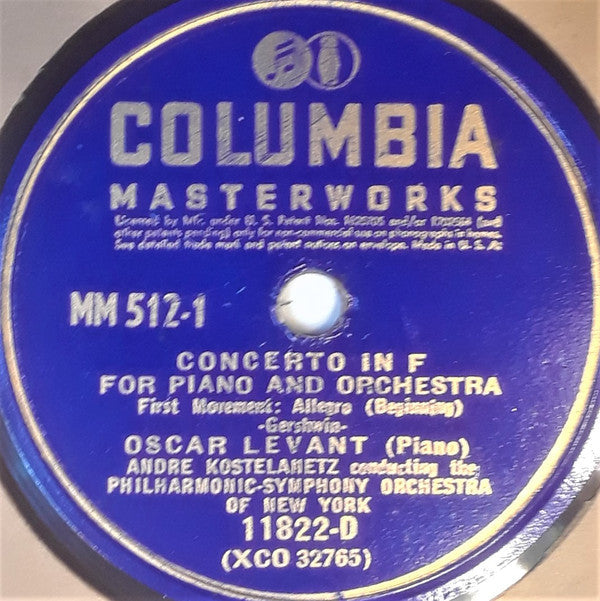 COLUMBIA
MASTERWORKS
Licensed by Mfr. under U. S. Patent Nos. 1625705 and/or 1702564 (and
other patents pending) only for non-commercial use on phonographs in homes.
See detailed trade mark and patent notices on envelope. Made in U. S. A.
MM 512-1
CONCERTO IN F
FOR PIANO AND ORCHESTRA
First Movement: Allegro (Beginning)
-Gershwin-
OSCAR LEVANT (Piano)
ANDRE KOSTELANETZ conducting the
PHILHARMONIC-SYMPHONY ORCHESTRA
OF NEW YORK
11822-D
(XCO 32765)